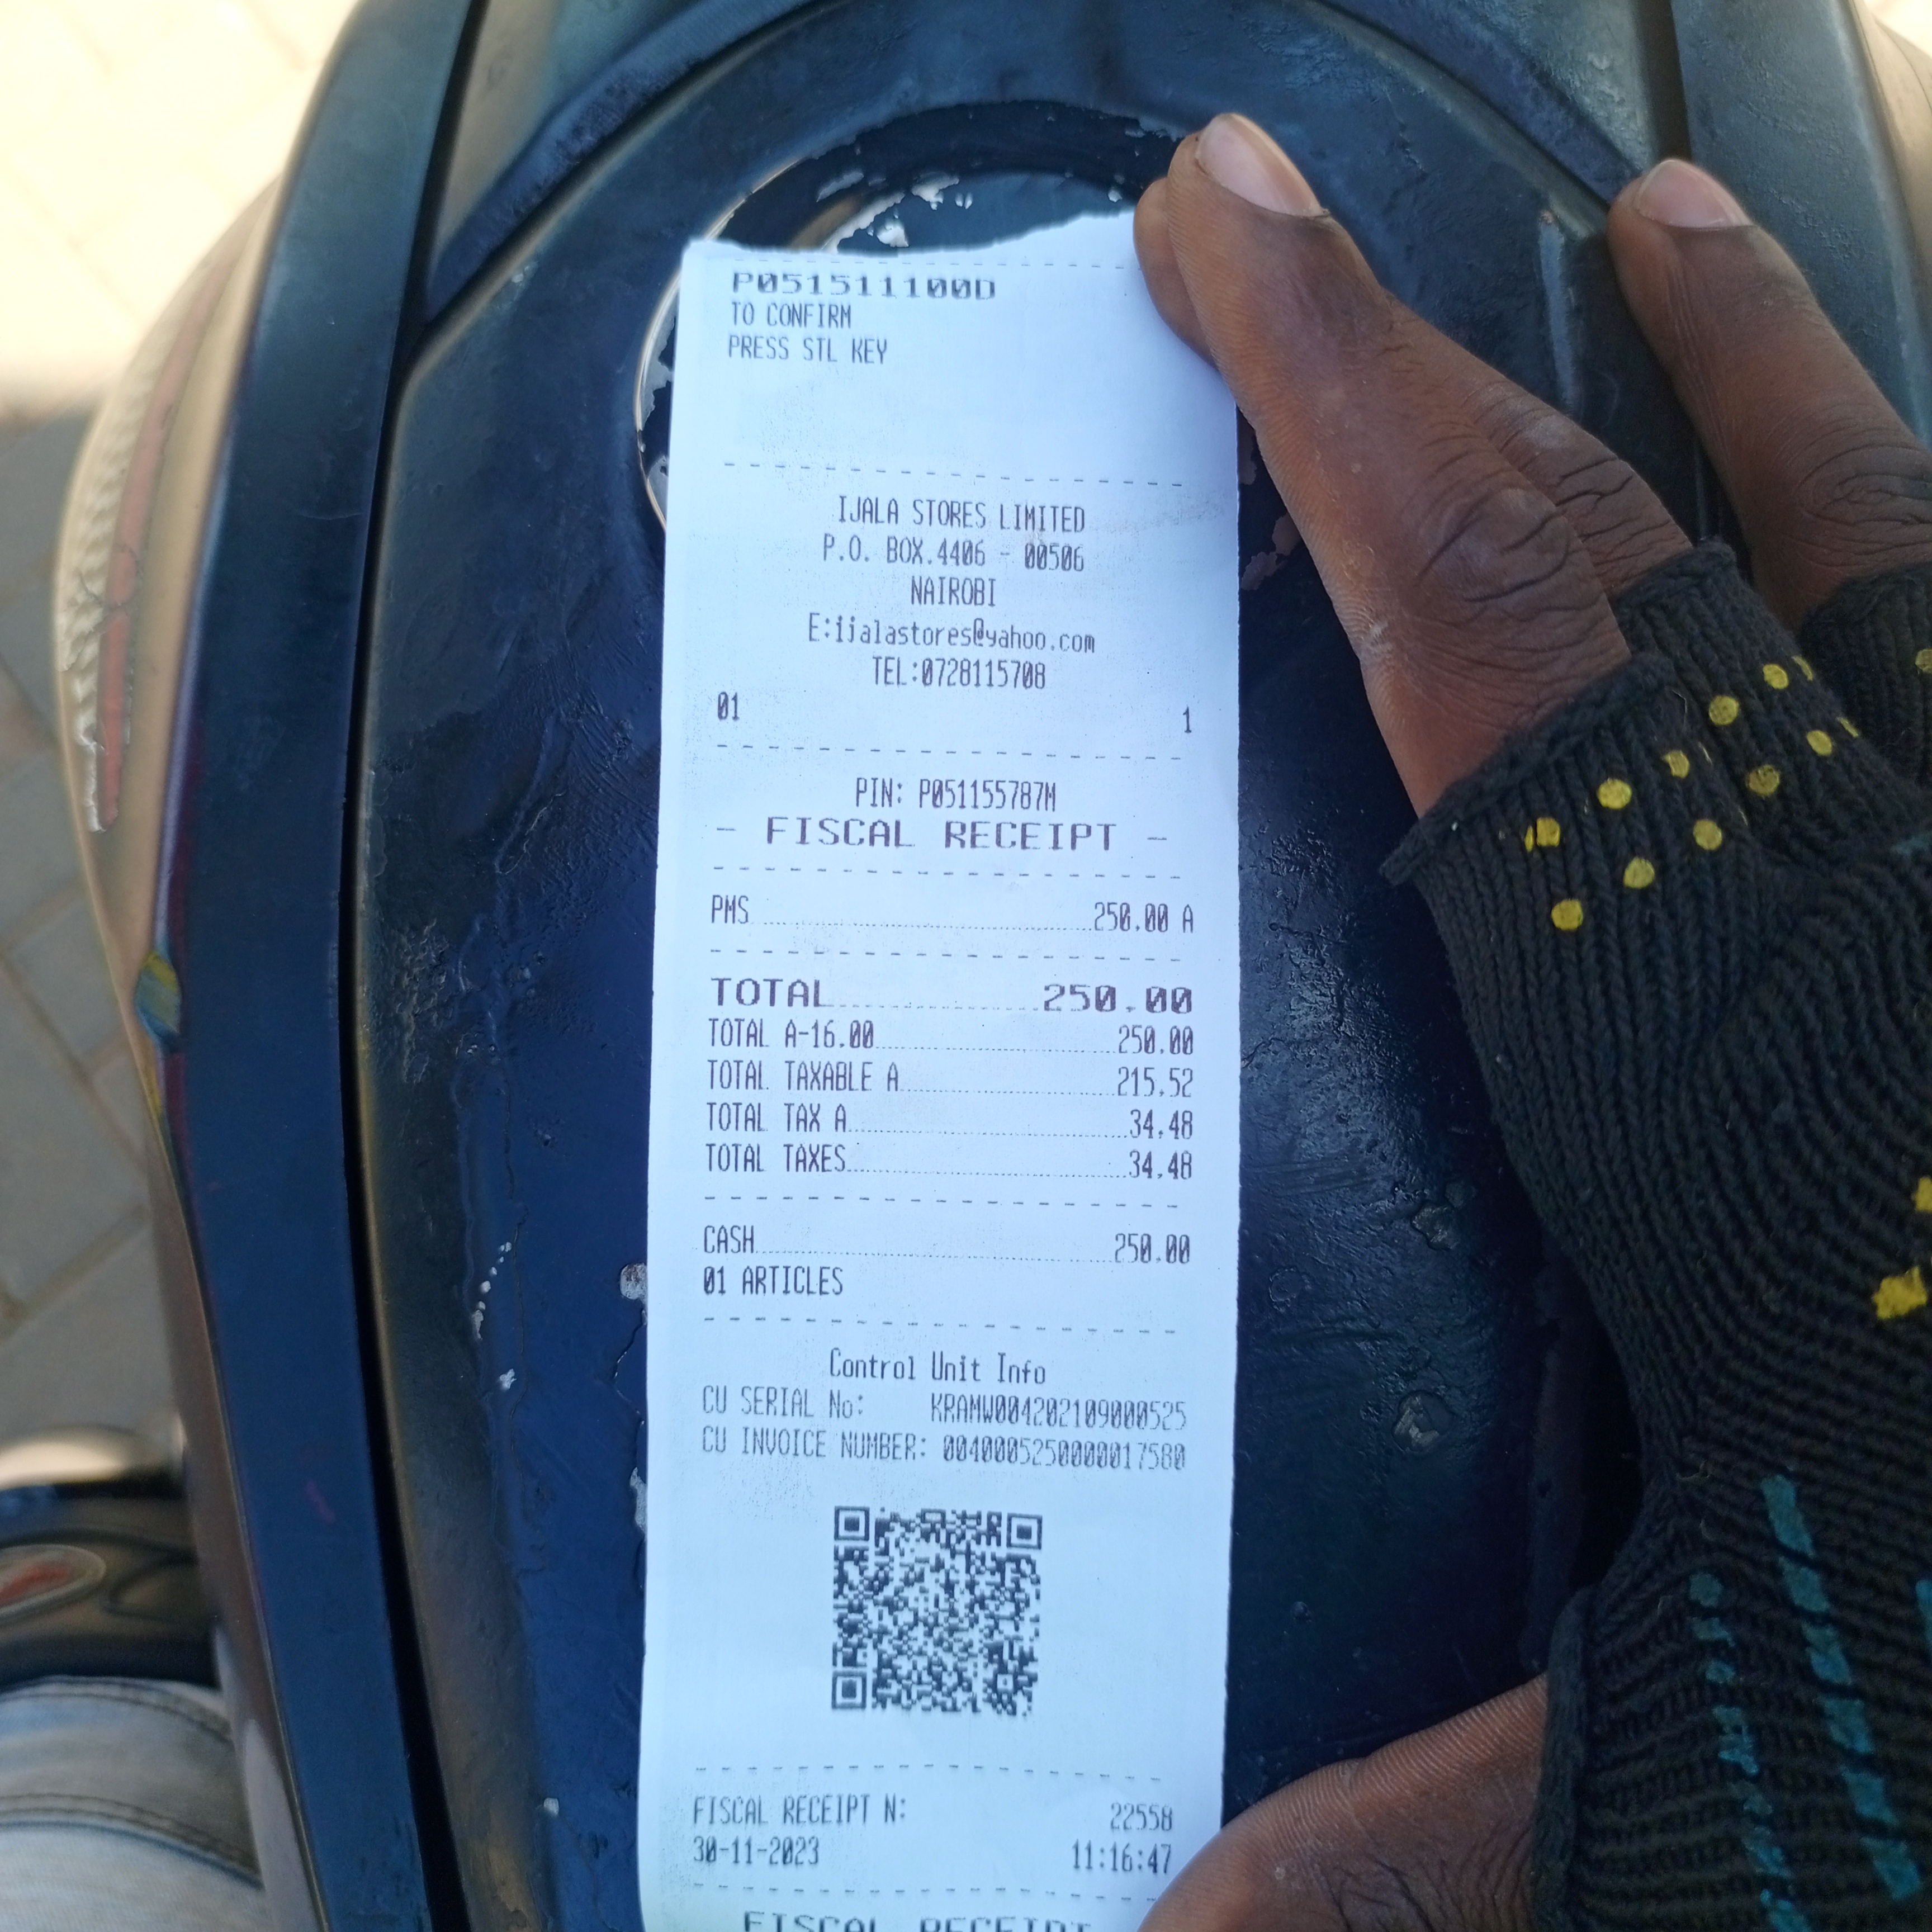 P051511100D
TO CONFIRM
PRESS STL KEY
IJALA STORES LIMITED
P.O. BOX.4406 - 00506
NAIROBI
E:ijalastores@yahoo.com
TEL:0728115708
01 1
PIN: P051155787M
- FISCAL RECEIPT -
PMS 250.00 A
TOTAL 250.00
TOTAL A-16.00 250.00
TOTAL TAXABLE A 215.52
TOTAL TAX A 34.48
TOTAL TAXES 34.48
CASH 250.00
01 ARTICLES
Control Unit Info
CU SERIAL No: KRAMW004202109000525
CU INVOICE NUMBER: 0040005250000017580
FISCAL RECEIPT N: 22558
30-11-2023 11:16:47
FISCAL RECEIPT